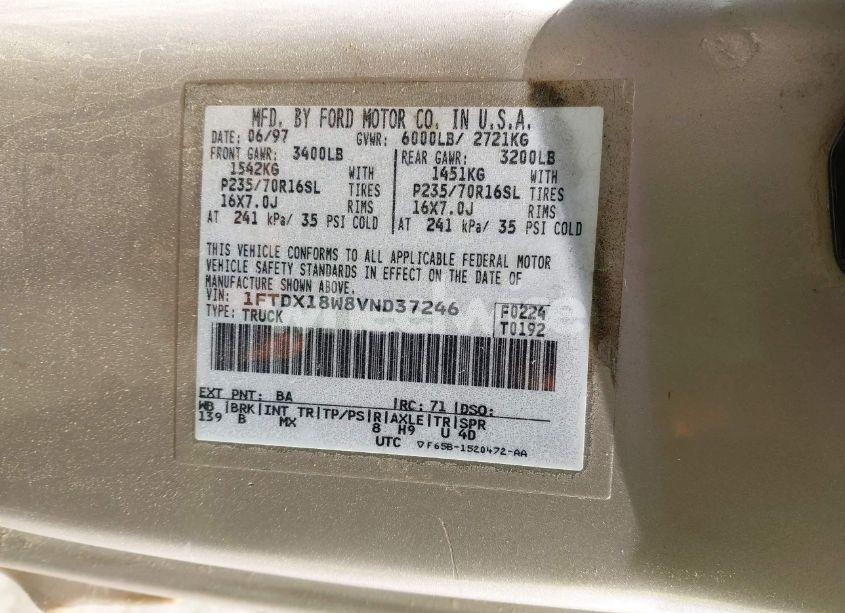 MFD. BY FORD MOTOR CO. IN U.S.A.
DATE: 06/97 GVWR: 6000LB/ 2721KG
FRONT GAWR: 3400LB REAR GAWR: 3200LB
1542KG WITH 1451KG WITH
P235/70R16SL TIRES P235/70R16SL TIRES
16X7.0J RIMS 16X7.0J RIMS
AT 241 kPa/ 35 PSI COLD AT 241 kPa/ 35 PSI COLD
THIS VEHICLE CONFORMS TO ALL APPLICABLE FEDERAL MOTOR
VEHICLE SAFETY STANDARDS IN EFFECT ON THE DATE OF
MANUFACTURE SHOWN ABOVE.
VIN: 1FTDX18W8VND37246 F0224
TYPE: TRUCK T0192
EXT PNT: BA RC: 71 DSO:
WB BRK INT TR TP/PS R AXLE TR SPR
139 B MX 8 H9 U 4D
UTC ▽F65B-1520472-AA